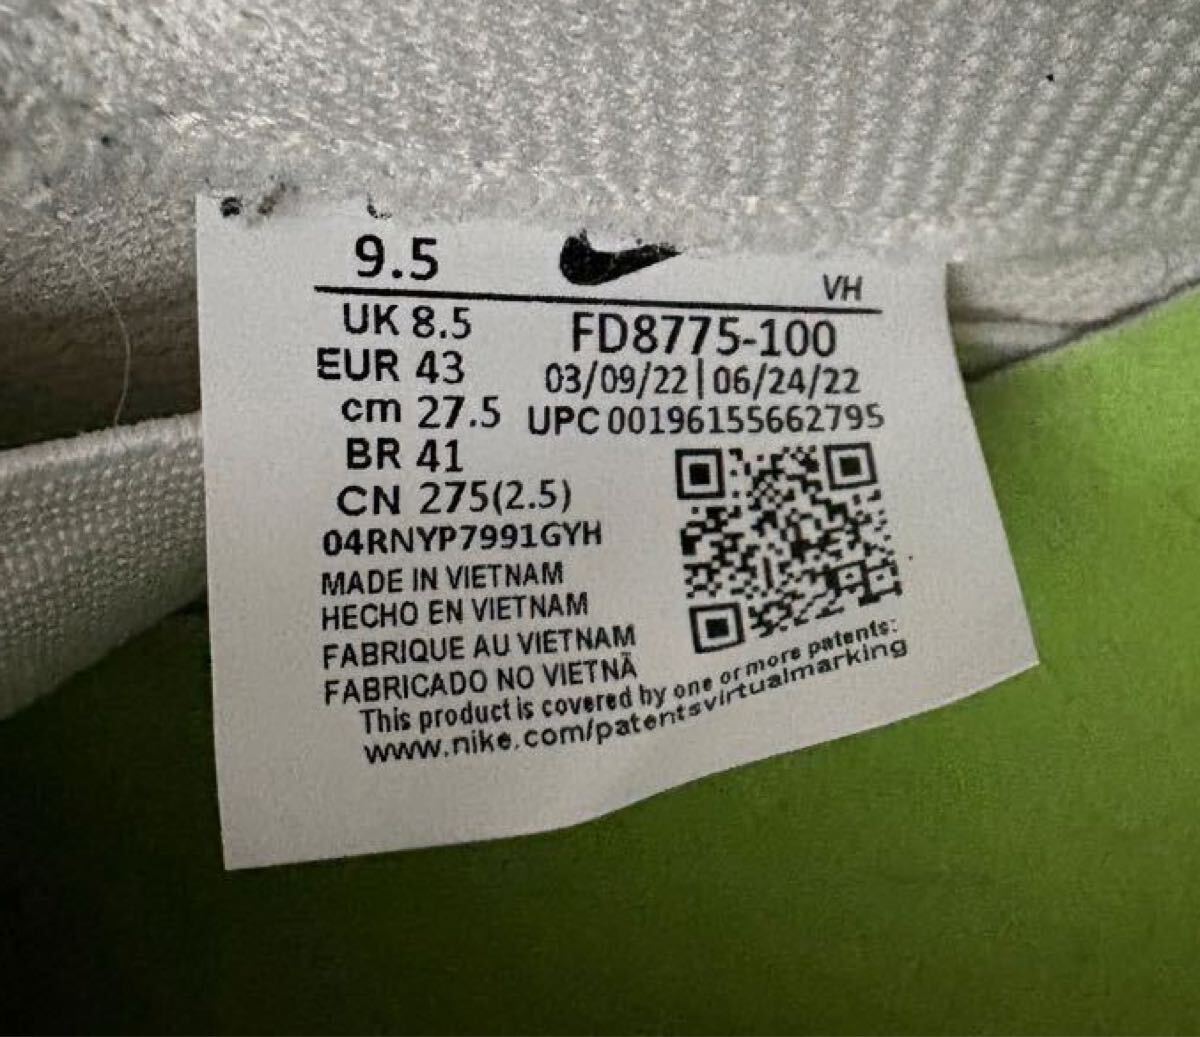 9.5
VH
UK 8.5
FD8775-100
EUR 43
03/09/22 | 06/24/22
cm 27.5
UPC 00196155662795
BR 41
CN 275(2.5)
04RNYP7991GYH
MADE IN VIETNAM
HECHO EN VIETNAM
FABRIQUE AU VIETNAM
FABRICADO NO VIETNÃ
This product is covered by one or more patents:
www.nike.com/patentsvirtualmarking